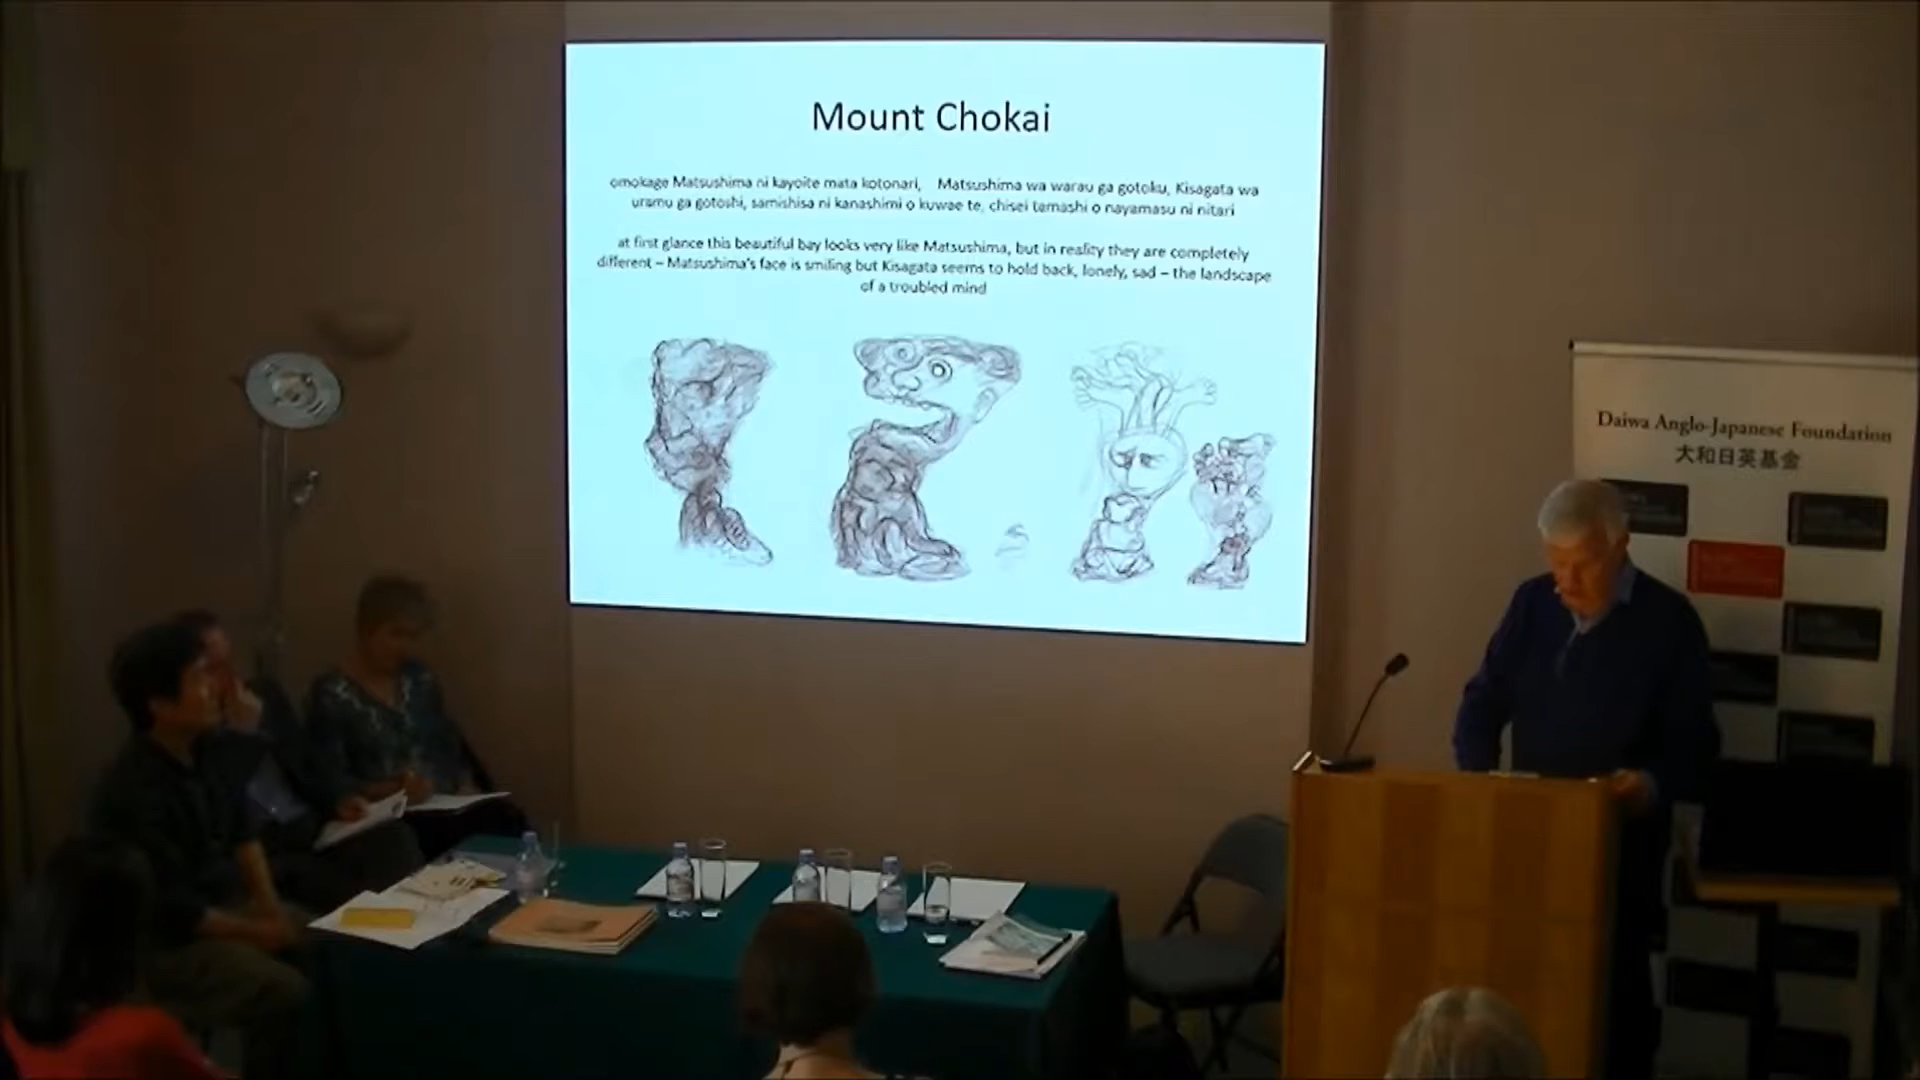 Mount Chokai
omokage Matsushima ni kayoite mata kotonari, Matsushima wa warau ga gotoku, Kisagata wa
uramu ga gotoshi, samishisa ni kanashimi o kuwae te, chisei tamashi o nayamasu ni nitari
at first glance this beautiful bay looks very like Matsushima, but in reality they are completely
different – Matsushima's face is smiling but Kisagata seems to hold back, lonely, sad – the landscape
of a troubled mind
Daiwa Anglo-Japanese Foundation
大和日英基金